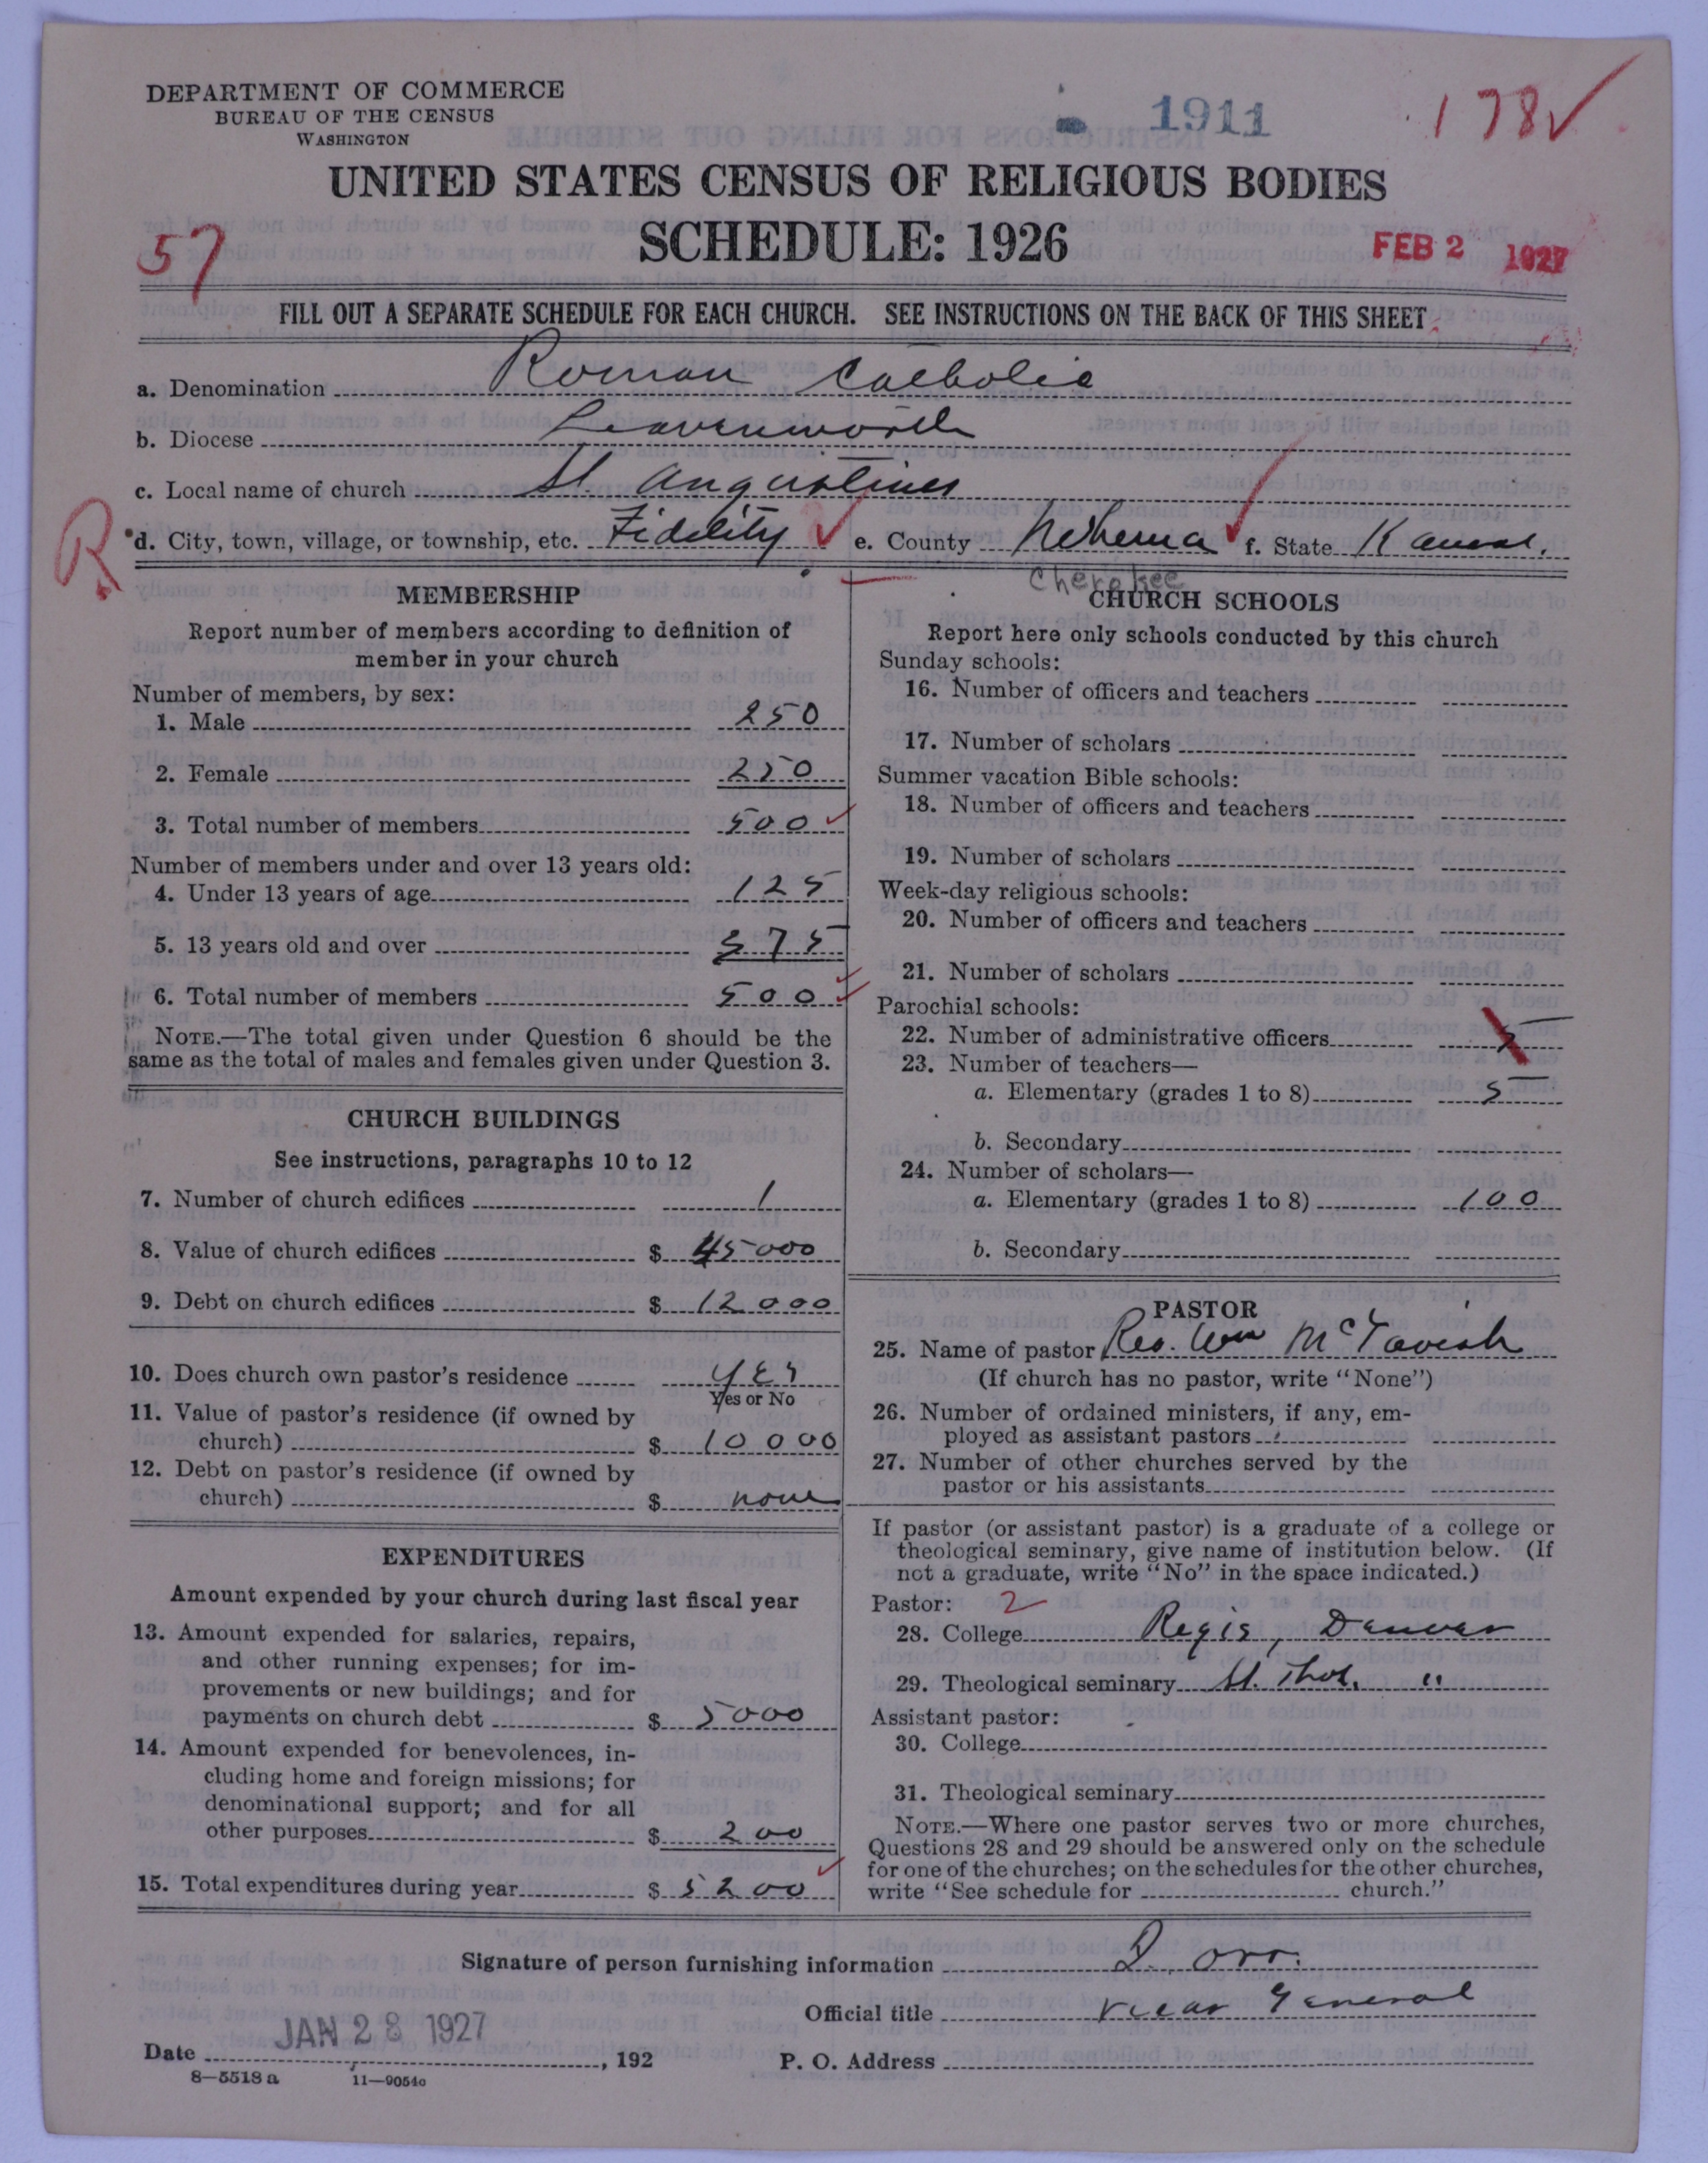 DEPARTMENT OF COMMERCE
BUREAU OF THE CENSUS
WASHINGTON
1911
178✓
UNITED STATES CENSUS OF RELIGIOUS BODIES
57
SCHEDULE: 1926
FEB 2 1927
FILL OUT A SEPARATE SCHEDULE FOR EACH CHURCH. SEE INSTRUCTIONS ON THE BACK OF THIS SHEET
a. Denomination Roman Catholic
b. Diocese Leavenworth
c. Local name of church St. Augustines
R
d. City, town, village, or township, etc. Fidelity ✓ e. County Nehema ✓ f. State Kansas.
Cherokee
MEMBERSHIP
Report number of members according to definition of
member in your church
Number of members, by sex:
1. Male 250
2. Female 250
3. Total number of members 500 ✓
Number of members under and over 13 years old:
4. Under 13 years of age 125
5. 13 years old and over 375
6. Total number of members 500 ✓
NOTE.—The total given under Question 6 should be the
same as the total of males and females given under Question 3.
CHURCH BUILDINGS
See instructions, paragraphs 10 to 12
7. Number of church edifices 1
8. Value of church edifices $ 45000
9. Debt on church edifices $ 12000
10. Does church own pastor's residence yes
Yes or No
11. Value of pastor's residence (if owned by
church) $ 10000
12. Debt on pastor's residence (if owned by
church) $ none
EXPENDITURES
Amount expended by your church during last fiscal year
13. Amount expended for salaries, repairs,
and other running expenses; for im-
provements or new buildings; and for
payments on church debt $ 5000
14. Amount expended for benevolences, in-
cluding home and foreign missions; for
denominational support; and for all
other purposes $ 200
15. Total expenditures during year $ 5200 ✓
CHURCH SCHOOLS
Report here only schools conducted by this church
Sunday schools:
16. Number of officers and teachers
17. Number of scholars
Summer vacation Bible schools:
18. Number of officers and teachers
19. Number of scholars
Week-day religious schools:
20. Number of officers and teachers
21. Number of scholars
Parochial schools:
22. Number of administrative officers 5
23. Number of teachers—
a. Elementary (grades 1 to 8) 5
b. Secondary
24. Number of scholars—
a. Elementary (grades 1 to 8) 100
b. Secondary
PASTOR
25. Name of pastor Rev. Wm McTavish
(If church has no pastor, write "None")
26. Number of ordained ministers, if any, em-
ployed as assistant pastors
27. Number of other churches served by the
pastor or his assistants
If pastor (or assistant pastor) is a graduate of a college or
theological seminary, give name of institution below. (If
not a graduate, write "No" in the space indicated.)
Pastor: 2
28. College Regis, Denver
29. Theological seminary St. Thos. "
Assistant pastor:
30. College
31. Theological seminary
NOTE.—Where one pastor serves two or more churches,
Questions 28 and 29 should be answered only on the schedule
for one of the churches; on the schedules for the other churches,
write "See schedule for church."
Signature of person furnishing information D. Orr.
Official title Vicar General
Date JAN 28 1927, 192 P. O. Address
8—5518 a 11—9054c